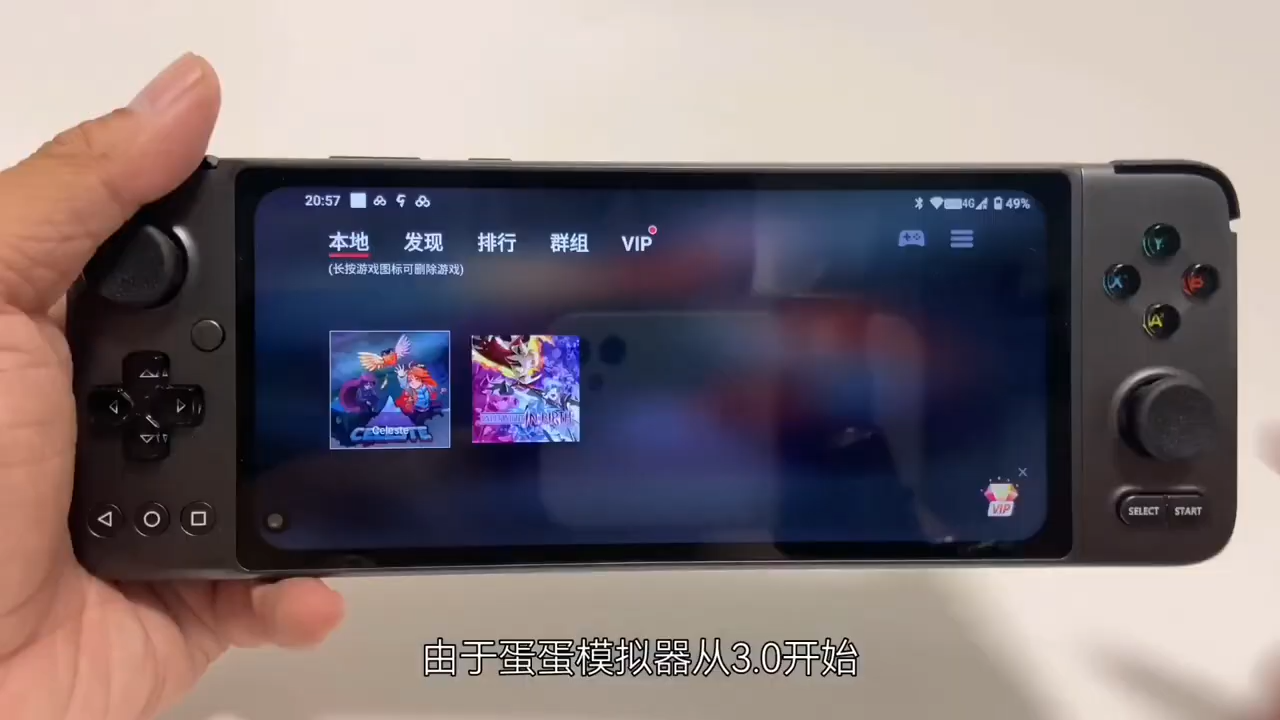 20:57
4G 49%
本地 发现 排行 群组 VIP
(长按游戏图标可删除游戏)
Celeste
CELESTE
VIP
Y
X
B
A
SELECT START
由于蛋蛋模拟器从3.0开始